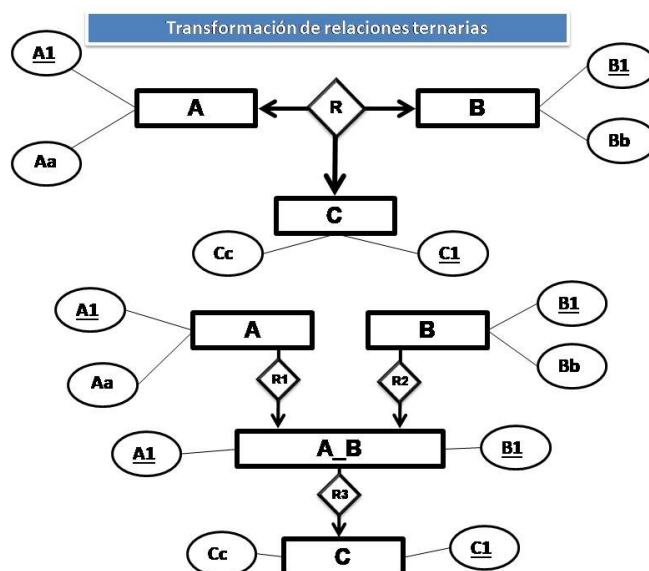 Transformación de relaciones ternarias
A1
A
R
B
B1
Aa
Bb
C
Cc
C1
A1
A
B
B1
Aa
R1
R2
Bb
A1
A_B
B1
R3
Cc
C
C1